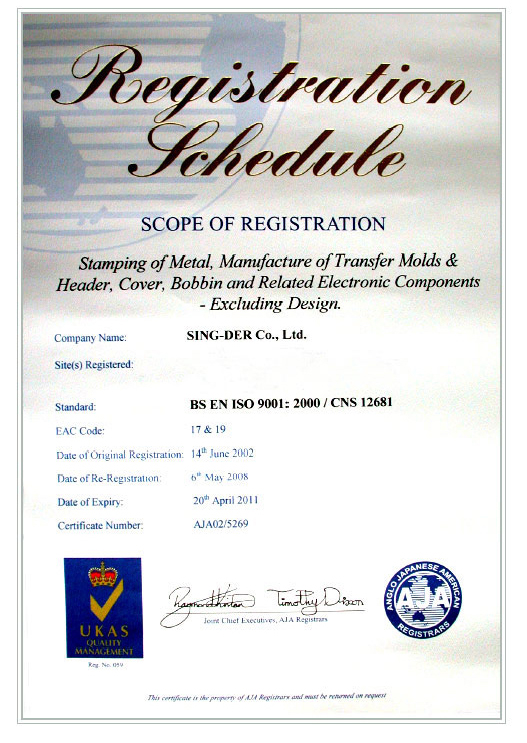 Registration
Schedule
SCOPE OF REGISTRATION
Stamping of Metal, Manufacture of Transfer Molds &
Header, Cover, Bobbin and Related Electronic Components
- Excluding Design.
Company Name: SING-DER Co., Ltd.
Site(s) Registered:
Standard: BS EN ISO 9001: 2000 / CNS 12681
EAC Code: 17 & 19
Date of Original Registration: 14th June 2002
Date of Re-Registration: 6th May 2008
Date of Expiry: 20th April 2011
Certificate Number: AJA02/5269
UKAS
QUALITY
MANAGEMENT
Reg. No. 059
Timothy Dixon
Joint Chief Executives, AJA Registrars
ANGLO JAPANESE AMERICAN
AJA
REGISTRARS
This certificate is the property of AJA Registrars and must be returned on request